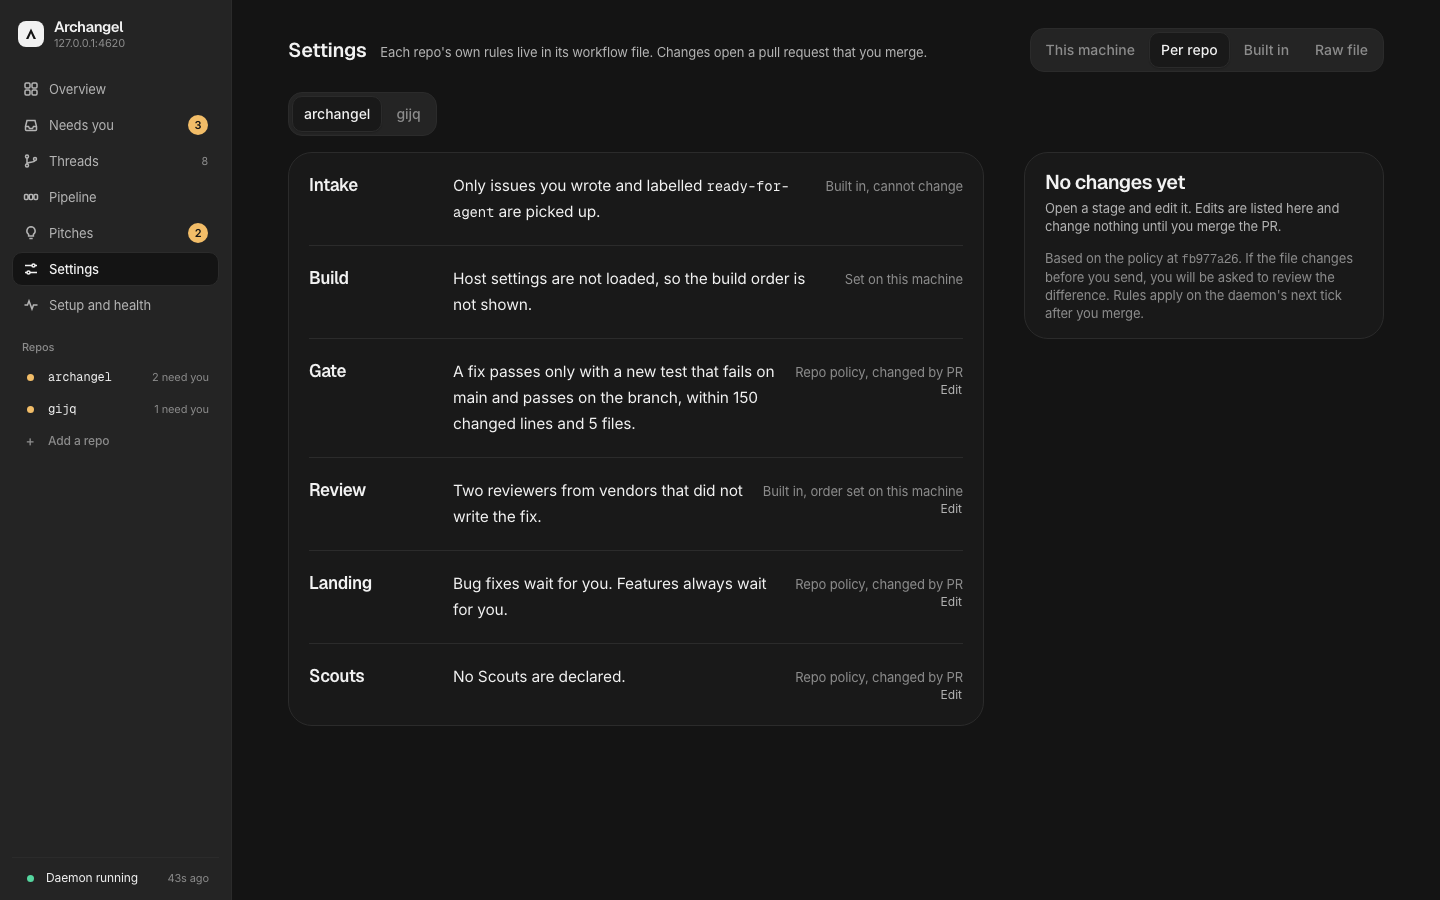 Archangel
127.0.0.1:4620
Overview
Needs you 3
Threads 8
Pipeline
Pitches 2
Settings
Setup and health
Repos
archangel 2 need you
gijq 1 need you
+ Add a repo
Daemon running 43s ago
Settings Each repo's own rules live in its workflow file. Changes open a pull request that you merge.
This machine Per repo Built in Raw file
archangel gijq
Intake
Only issues you wrote and labelled ready-for-
agent are picked up.
Built in, cannot change
Build
Host settings are not loaded, so the build order is
not shown.
Set on this machine
Gate
A fix passes only with a new test that fails on
main and passes on the branch, within 150
changed lines and 5 files.
Repo policy, changed by PR
Edit
Review
Two reviewers from vendors that did not
write the fix.
Built in, order set on this machine
Edit
Landing
Bug fixes wait for you. Features always wait
for you.
Repo policy, changed by PR
Edit
Scouts
No Scouts are declared.
Repo policy, changed by PR
Edit
No changes yet
Open a stage and edit it. Edits are listed here and
change nothing until you merge the PR.
Based on the policy at fb977a26. If the file changes
before you send, you will be asked to review the
difference. Rules apply on the daemon's next tick
after you merge.